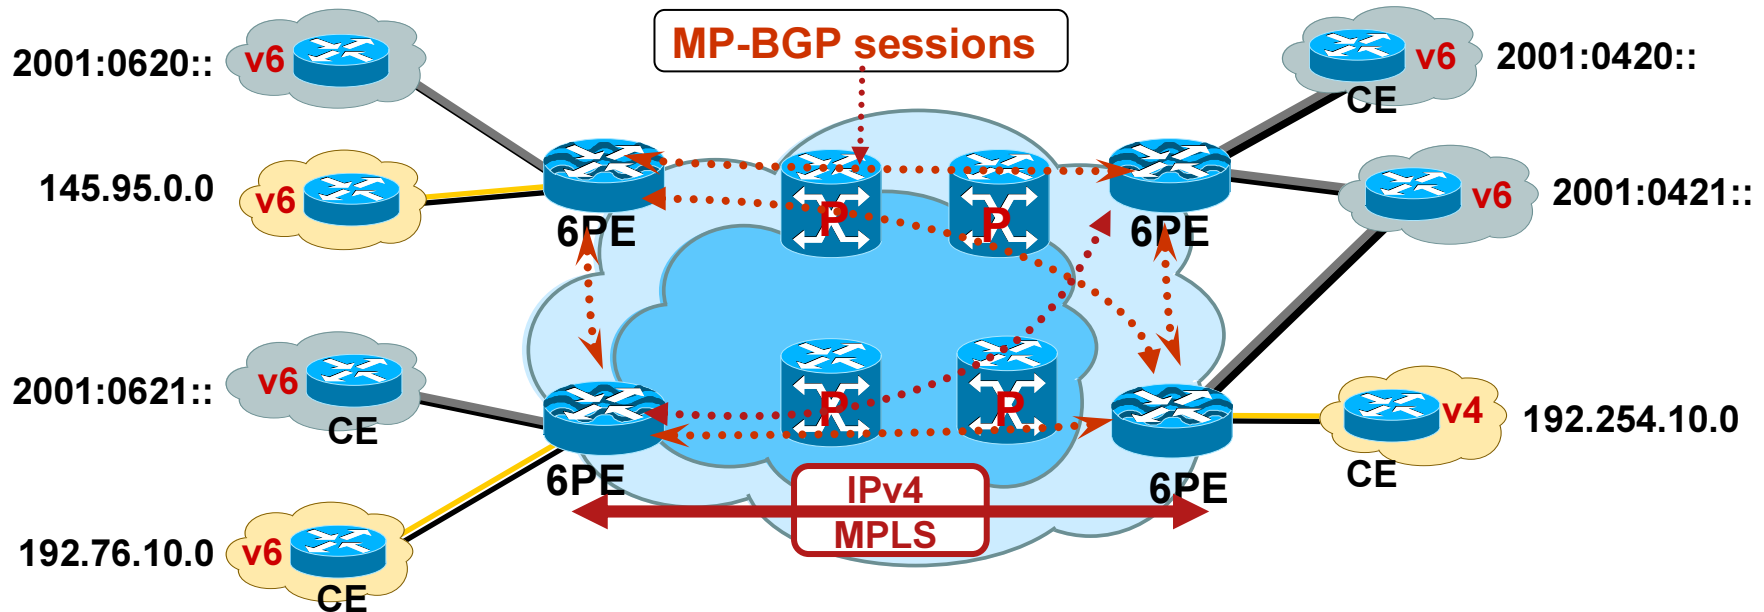 MP-BGP sessions
2001:0620::
v6
v6
2001:0420::
CE
145.95.0.0
v6
6PE
P
P
6PE
v6
2001:0421::
2001:0621::
v6
CE
P
P
v4
192.254.10.0
CE
6PE
IPv4
6PE
MPLS
192.76.10.0
v6
CE